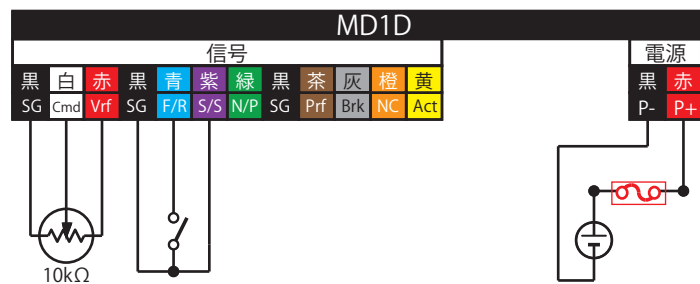 MD1D
信号 電源
黒 白 赤 黒 青 紫 緑 黒 茶 灰 橙 黄 黒 赤
SG Cmd Vrf SG F/R S/S N/P SG Prf Brk NC Act P- P+
10kΩ